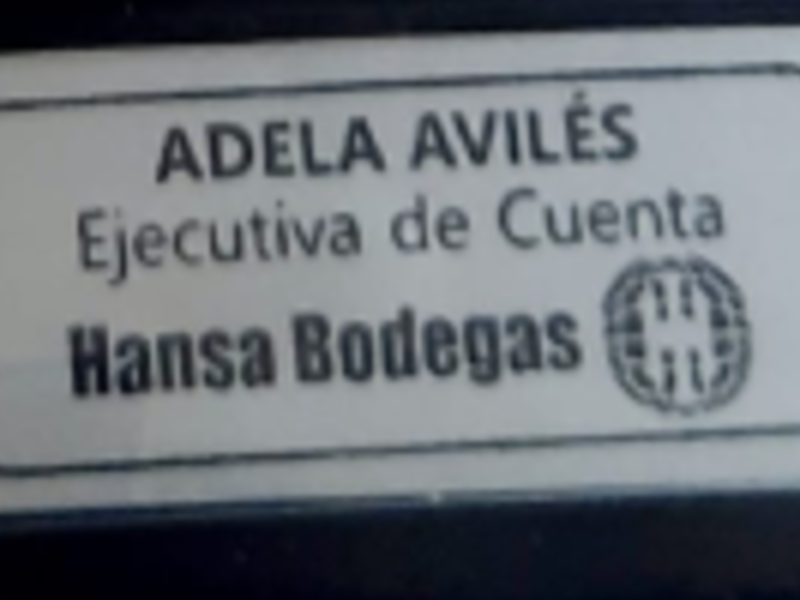 ADELA AVILÉS
Ejecutiva de Cuenta
Hansa Bodegas